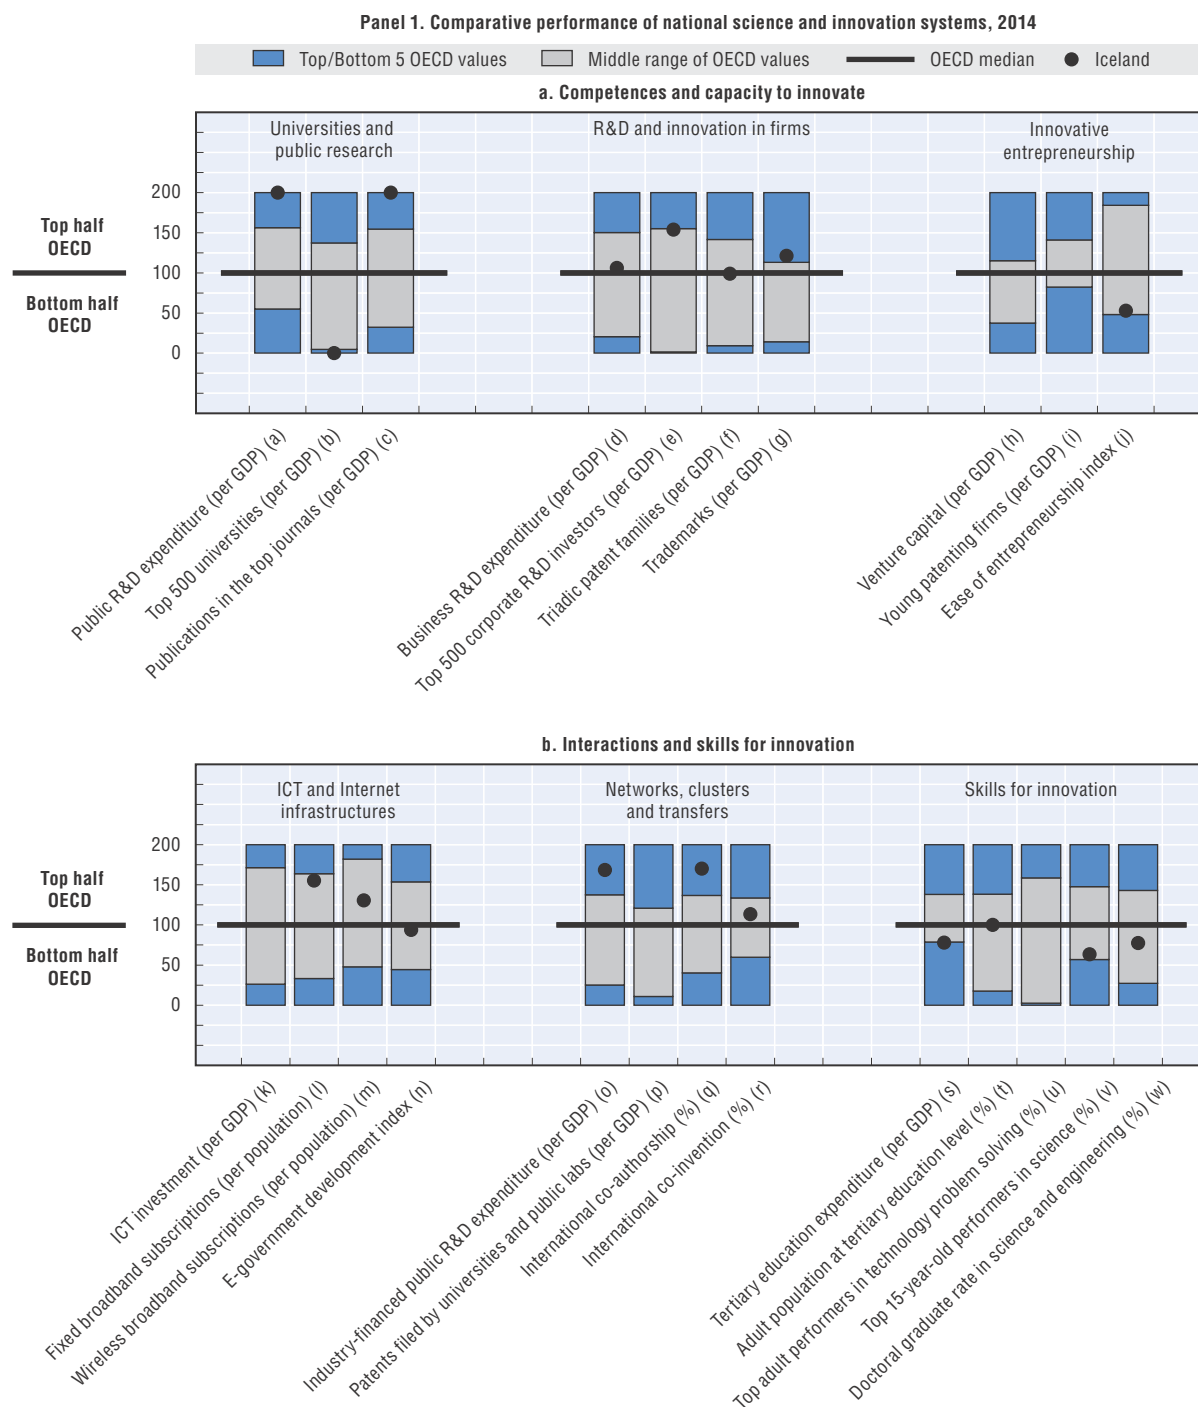 Panel 1. Comparative performance of national science and innovation systems, 2014
Top/Bottom 5 OECD values
Middle range of OECD values
OECD median
Iceland
a. Competences and capacity to innovate
Universities and
public research
R&D and innovation in firms
Innovative
entrepreneurship
200
150
100
50
0
Top half
OECD
Bottom half
OECD
Public R&D expenditure (per GDP) (a)
Top 500 universities (per GDP) (b)
Publications in the top journals (per GDP) (c)
Business R&D expenditure (per GDP) (d)
Top 500 corporate R&D investors (per GDP) (e)
Triadic patent families (per GDP) (f)
Trademarks (per GDP) (g)
Venture capital (per GDP) (h)
Young patenting firms (per GDP) (i)
Ease of entrepreneurship index (j)
b. Interactions and skills for innovation
ICT and Internet
infrastructures
Networks, clusters
and transfers
Skills for innovation
200
150
100
50
0
Top half
OECD
Bottom half
OECD
ICT investment (per GDP) (k)
Fixed broadband subscriptions (per population) (l)
Wireless broadband subscriptions (per population) (m)
E-government development index (n)
Industry-financed public R&D expenditure (per GDP) (o)
Patents filed by universities and public labs (per GDP) (p)
International co-authorship (%) (q)
International co-invention (%) (r)
Tertiary education expenditure (per GDP) (s)
Adult population at tertiary education level (%) (t)
Top adult performers in technology problem solving (%) (u)
Top 15-year-old performers in science (%) (v)
Doctoral graduate rate in science and engineering (%) (w)